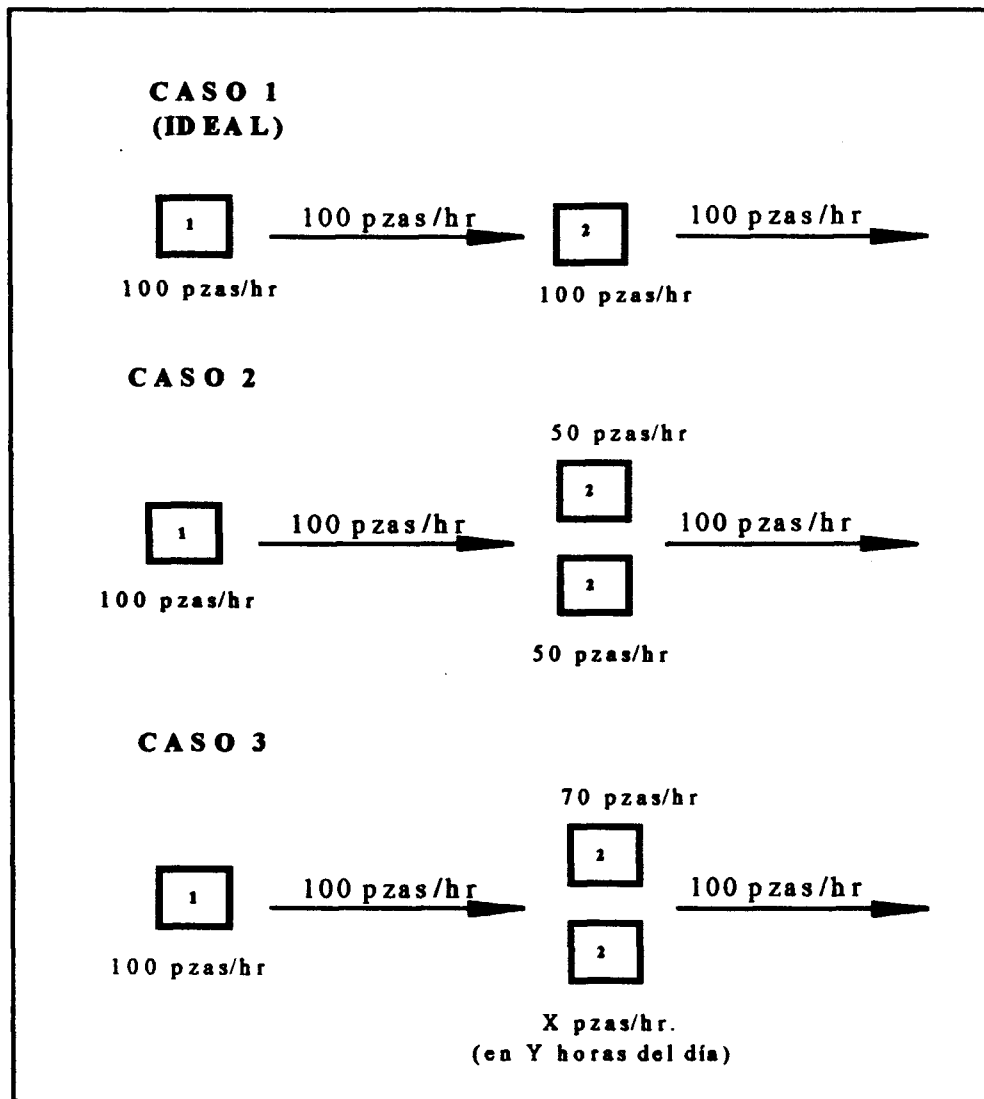 CASO 1
(IDEAL)
1
100 pzas/hr
2
100 pzas/hr
100 pzas/hr
100 pzas/hr
CASO 2
50 pzas/hr
2
1
100 pzas/hr
100 pzas/hr
2
100 pzas/hr
50 pzas/hr
CASO 3
70 pzas/hr
2
1
100 pzas/hr
100 pzas/hr
2
100 pzas/hr
X pzas/hr.
(en Y horas del día)